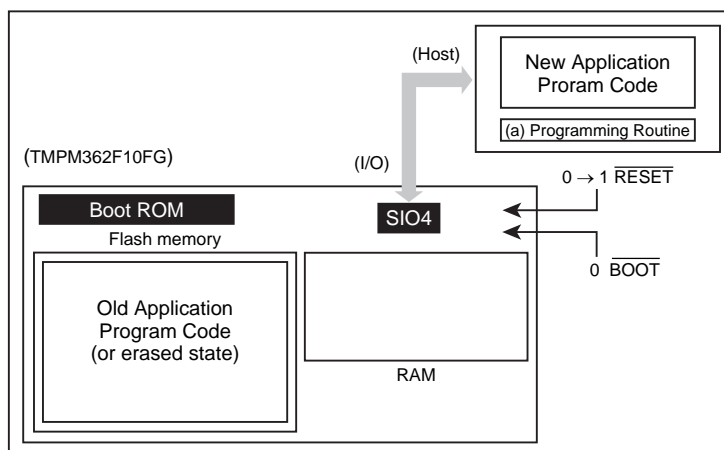 (Host)
New Application
Proram Code
(a) Programming Routine
(TMPM362F10FG)
(I/O)
0 → 1 RESET
Boot ROM
SIO4
Flash memory
0 BOOT
Old Application
Program Code
(or erased state)
RAM